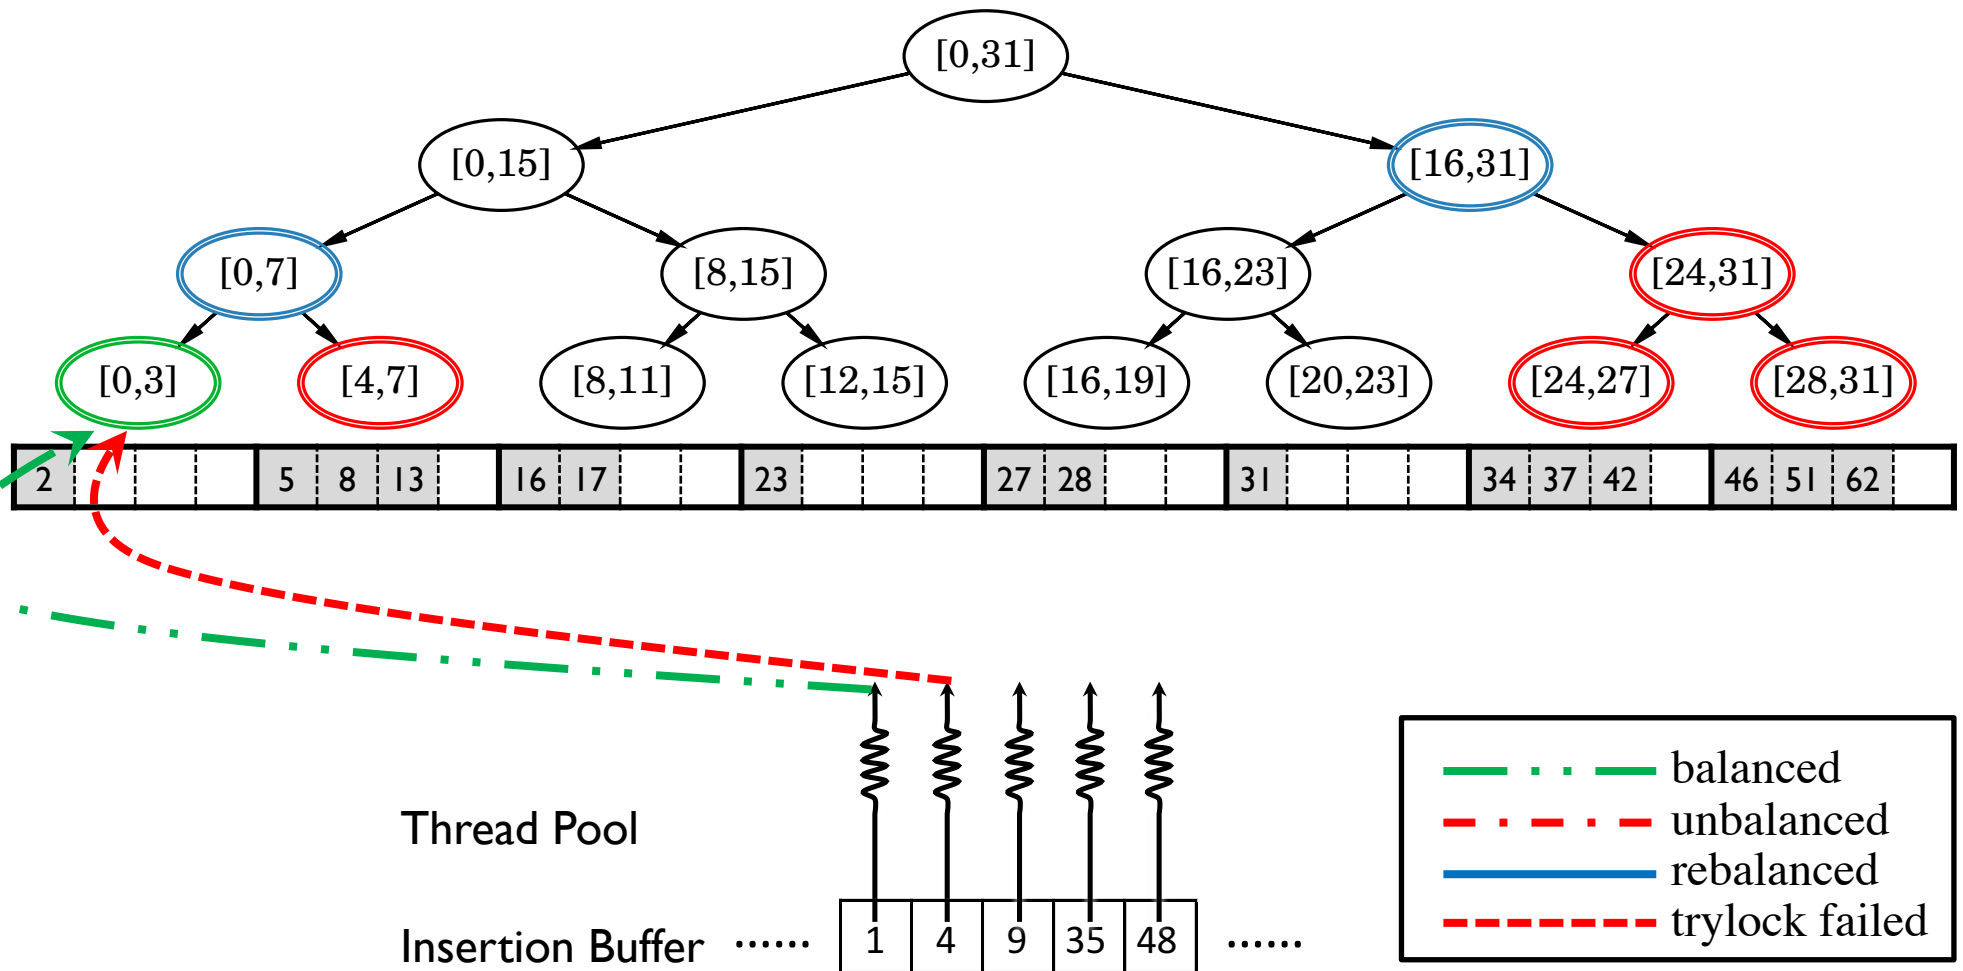 [0,31]
[0,15] [16,31]
[0,7] [8,15] [16,23] [24,31]
[0,3] [4,7] [8,11] [12,15] [16,19] [20,23] [24,27] [28,31]
2 5 8 13 16 17 23 27 28 31 34 37 42 46 51 62
balanced
unbalanced
Thread Pool
rebalanced
trylock failed
Insertion Buffer ...... 1 4 9 35 48 ......